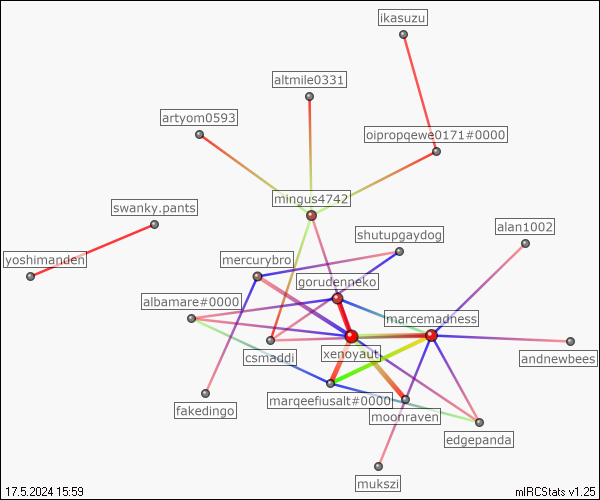 ikasuzu
altmile0331
artyom0593
oipropqewe0171#0000
mingus4742
swanky.pants
alan1002
shutupgaydog
yoshimanden
mercurybro
gorudenneko
albamare#0000
marcemadness
xenoyaut
csmaddi
andnewbees
marqeefiusalt#0000
fakedingo
moonraven
edgepanda
mukszi
17.5.2024 15:59
mIRCStats v1.25